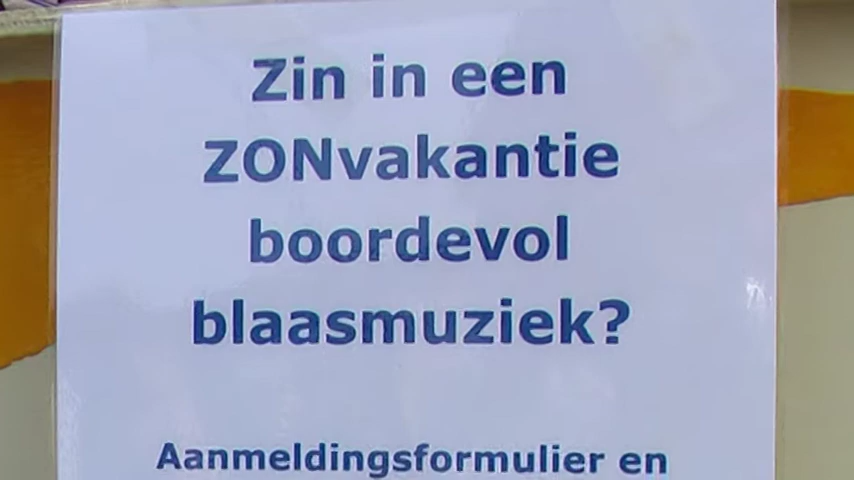 Zin in een
ZONvakantie
boordevol
blaasmuziek?
Aanmeldingsformulier en